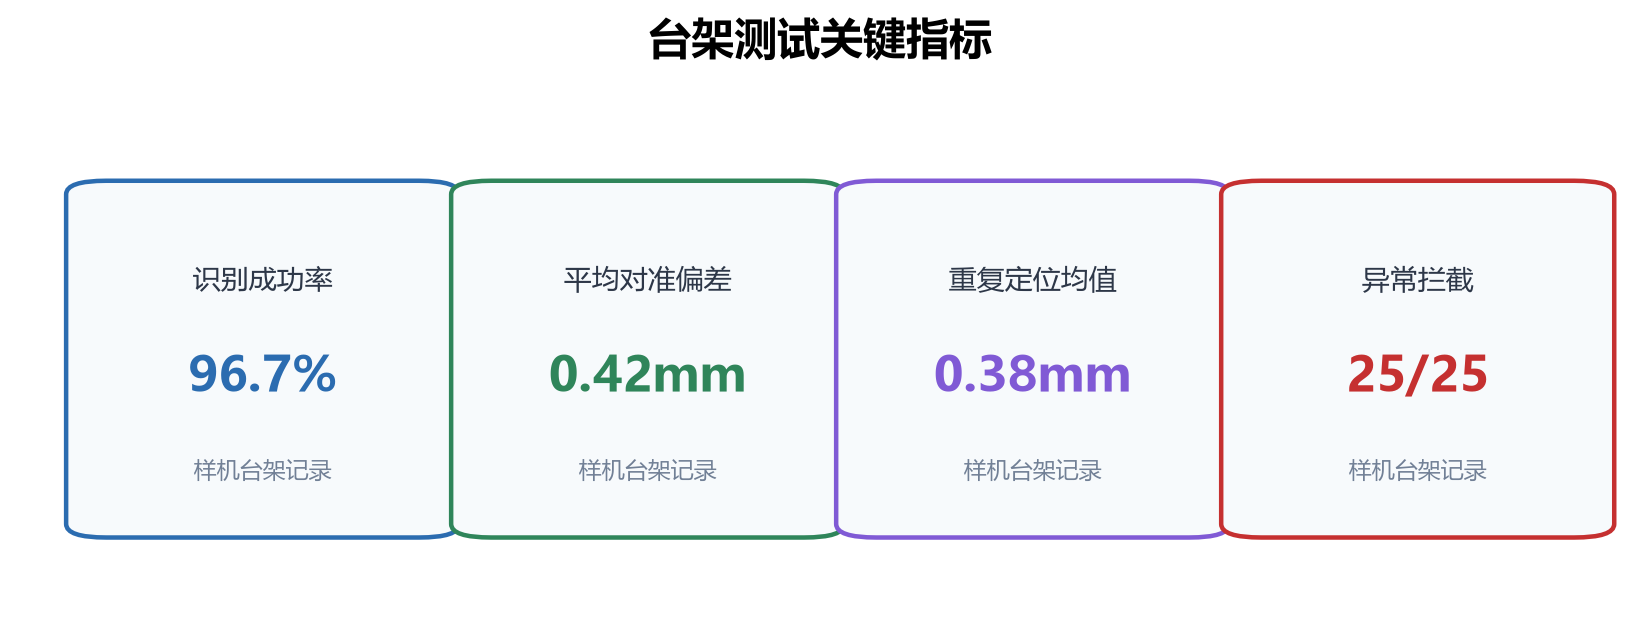 台架测试关键指标
识别成功率
96.7%
样机台架记录
平均对准偏差
0.42mm
样机台架记录
重复定位均值
0.38mm
样机台架记录
异常拦截
25/25
样机台架记录